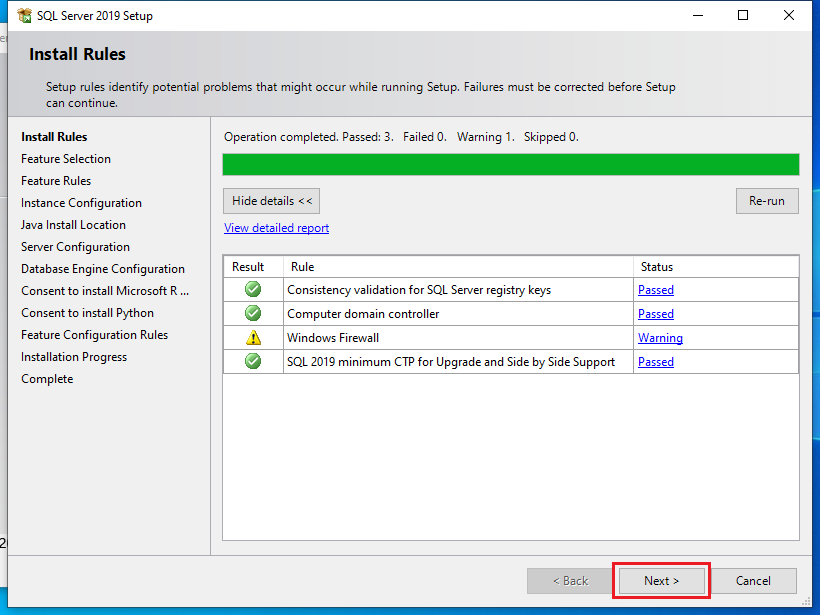 SQL Server 2019 Setup
Install Rules
Setup rules identify potential problems that might occur while running Setup. Failures must be corrected before Setup
can continue.
Install Rules
Feature Selection
Feature Rules
Instance Configuration
Java Install Location
Server Configuration
Database Engine Configuration
Consent to install Microsoft R ...
Consent to install Python
Feature Configuration Rules
Installation Progress
Complete
Operation completed. Passed: 3. Failed 0. Warning 1. Skipped 0.
Hide details <<
Re-run
View detailed report
Result Rule Status
Consistency validation for SQL Server registry keys Passed
Computer domain controller Passed
Windows Firewall Warning
SQL 2019 minimum CTP for Upgrade and Side by Side Support Passed
< Back Next > Cancel